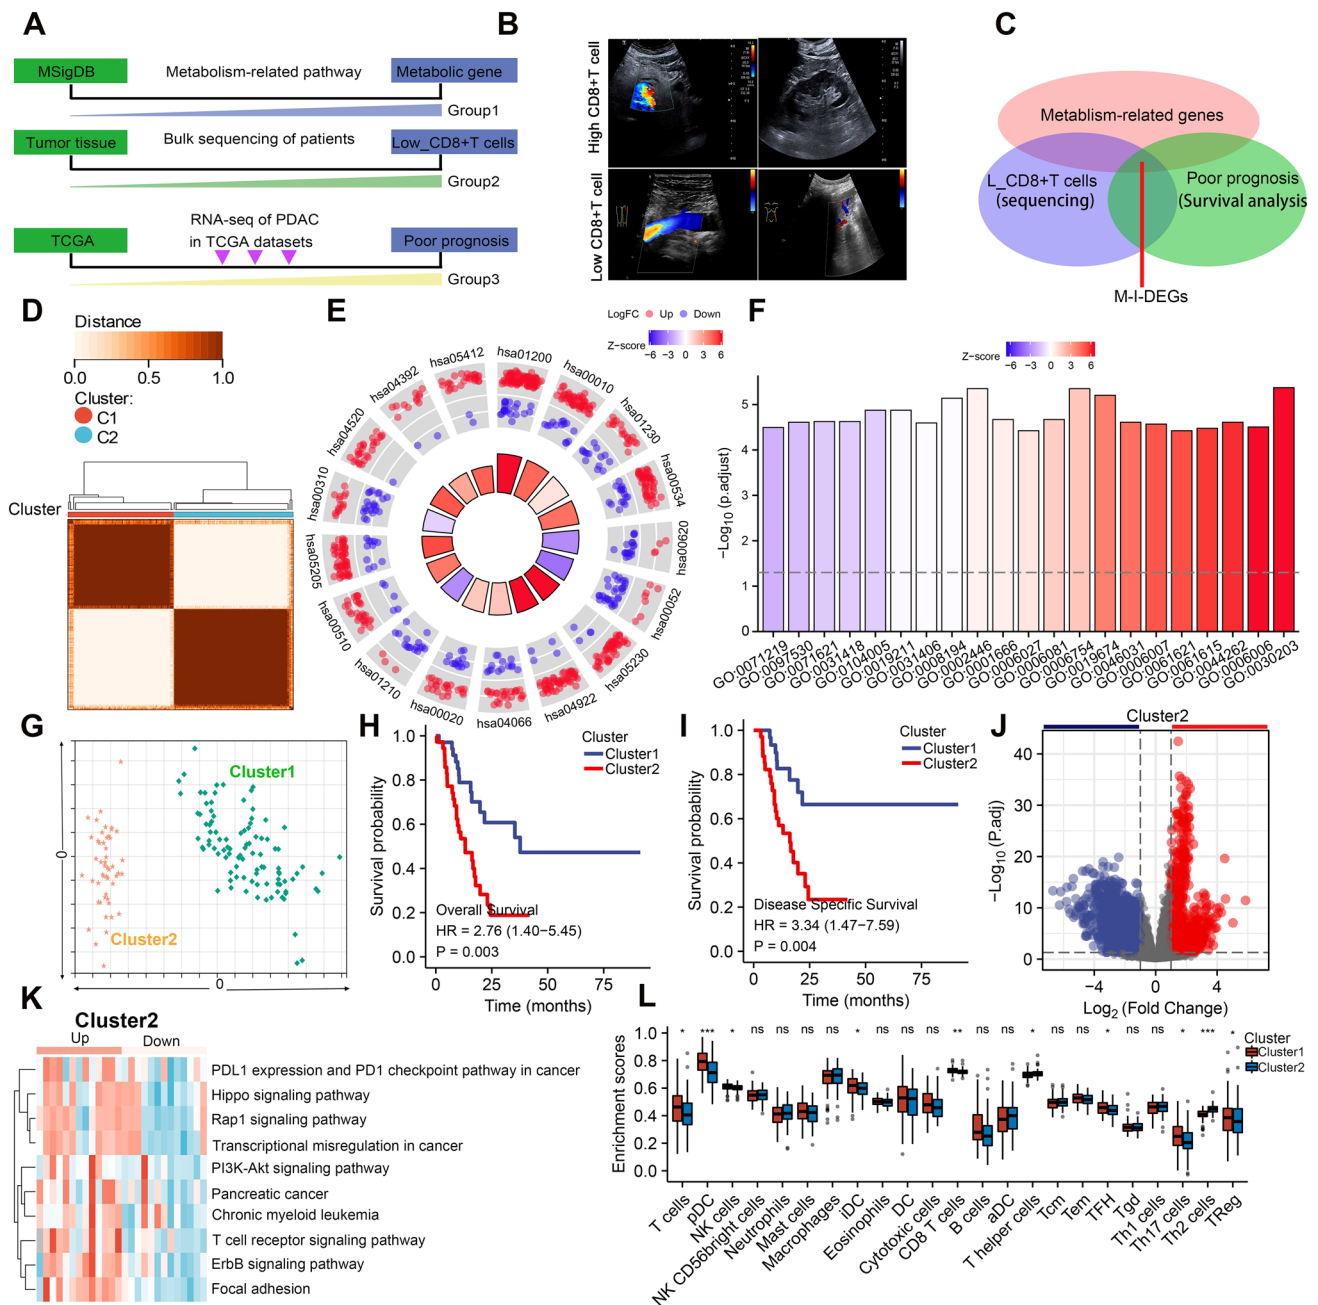 A
MSigDB
Metabolism-related pathway
Metabolic gene
Group1
Tumor tissue
Bulk sequencing of patients
Low_CD8+T cells
Group2
RNA-seq of PDAC
in TCGA datasets
TCGA
Poor prognosis
Group3
B
High CD8+T cell
Low CD8+T cell
C
Metablism-related genes
L_CD8+T cells
(sequencing)
Poor prognosis
(Survival analysis
M-I-DEGs
D
Distance
0.0
0.5
1.0
Cluster:
C1
C2
Cluster
E
LogFC
Up
Down
Z-score
−6 −3 0 3 6
hsa01200
hsa00010
hsa01230
hsa00534
hsa00620
hsa00052
hsa05230
hsa04922
hsa04066
hsa00020
hsa01210
hsa00510
hsa05205
hsa00310
hsa04520
hsa04392
hsa05412
F
Z-score
−6 −3 0 3 6
−Log10 (p.adjust)
5
4
3
2
1
0
GO:0071219
GO:0097530
GO:0071621
GO:0031418
GO:0104005
GO:0019211
GO:0031406
GO:0009194
GO:0002446
GO:0001666
GO:0006027
GO:0006081
GO:0006754
GO:0019674
GO:0046031
GO:0006007
GO:0061621
GO:0061615
GO:0044262
GO:0006006
GO:0030203
G
Cluster1
Cluster2
0
0
H
Survival probability
1.0
0.8
0.6
0.4
0.2
0.0
Cluster
Cluster1
Cluster2
Overall Survival
HR = 2.76 (1.40−5.45)
P = 0.003
0 25 50 75
Time (months)
I
Survival probability
1.0
0.8
0.6
0.4
0.2
0.0
Cluster
Cluster1
Cluster2
Disease Specific Survival
HR = 3.34 (1.47−7.59)
P = 0.004
0 25 50 75
Time (months)
J
Cluster2
−Log10 (P.adj)
40
30
20
10
0
−4 0 4
Log2 (Fold Change)
K
Cluster2
Up
Down
PDL1 expression and PD1 checkpoint pathway in cancer
Hippo signaling pathway
Rap1 signaling pathway
Transcriptional misregulation in cancer
PI3K-Akt signaling pathway
Pancreatic cancer
Chronic myeloid leukemia
T cell receptor signaling pathway
ErbB signaling pathway
Focal adhesion
L
Enrichment scores
1.0
0.8
0.6
0.4
0.2
0.0
* *** * ns ns ns ns * ns ns ns ** ns ns * ns ns * ns ns * *** *
Cluster
Cluster1
Cluster2
T cells
pDC
NK cells
NK CD56bright cells
Neutrophils
Mast cells
Macrophages
iDC
Eosinophils
DC
Cytotoxic cells
CD8 T cells
B cells
aDC
T helper cells
Tcm
Tem
TFH
Tgd
Th1 cells
Th17 cells
Th2 cells
TReg